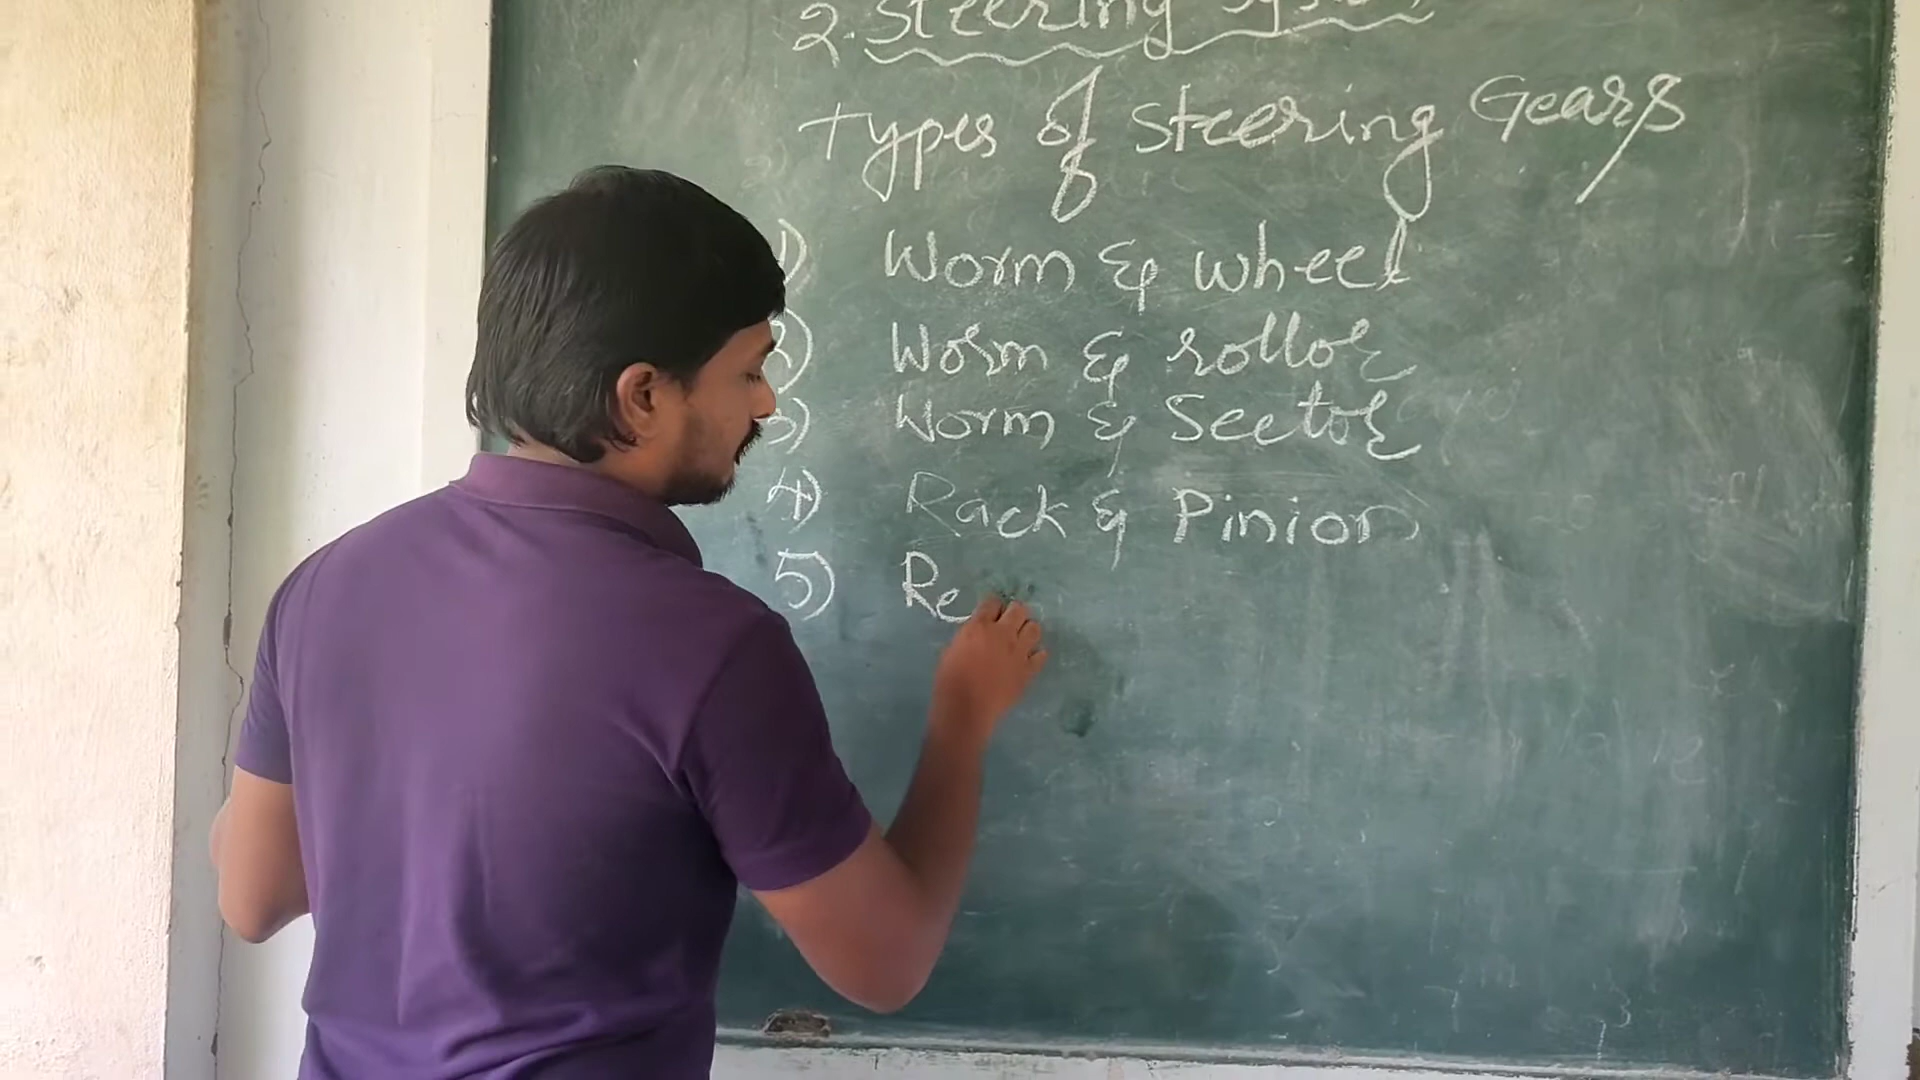 2. Steering System
Types of Steering Gears
1) Worm & wheel
2) Worm & roller
3) Worm & Sector
4) Rack & Pinion
5) Re